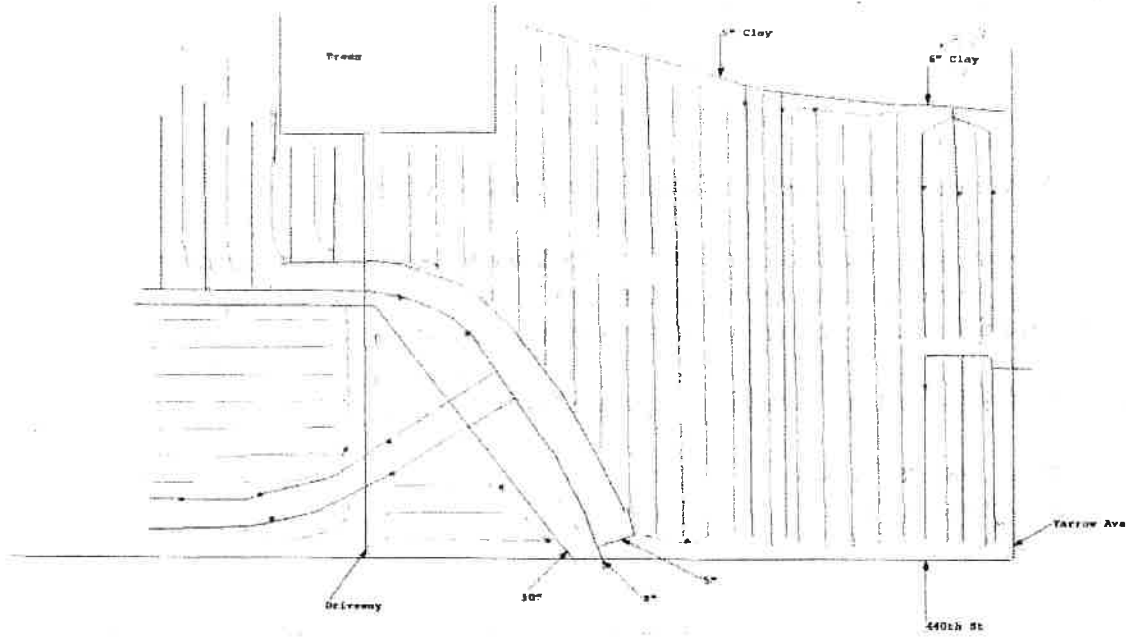 5" Clay
Trees
6" Clay
Yarrow Ave
5"
10"
8"
Driveway
440th St